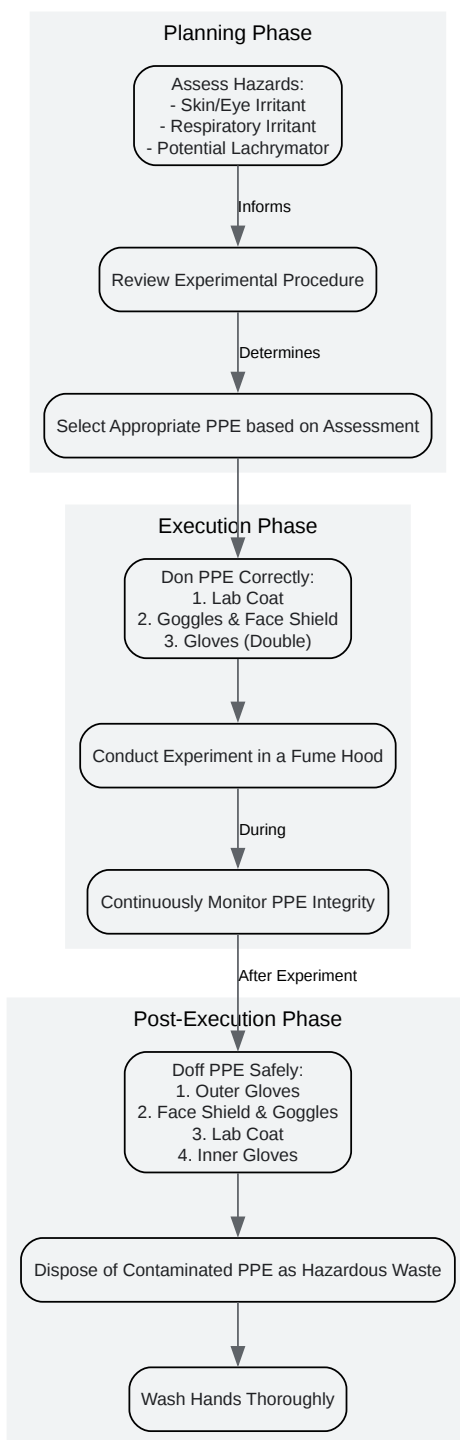 Planning Phase
Assess Hazards:
- Skin/Eye Irritant
- Respiratory Irritant
- Potential Lachrymator
Informs
Review Experimental Procedure
Determines
Select Appropriate PPE based on Assessment
Execution Phase
Don PPE Correctly:
1. Lab Coat
2. Goggles & Face Shield
3. Gloves (Double)
Conduct Experiment in a Fume Hood
During
Continuously Monitor PPE Integrity
After Experiment
Post-Execution Phase
Doff PPE Safely:
1. Outer Gloves
2. Face Shield & Goggles
3. Lab Coat
4. Inner Gloves
Dispose of Contaminated PPE as Hazardous Waste
Wash Hands Thoroughly